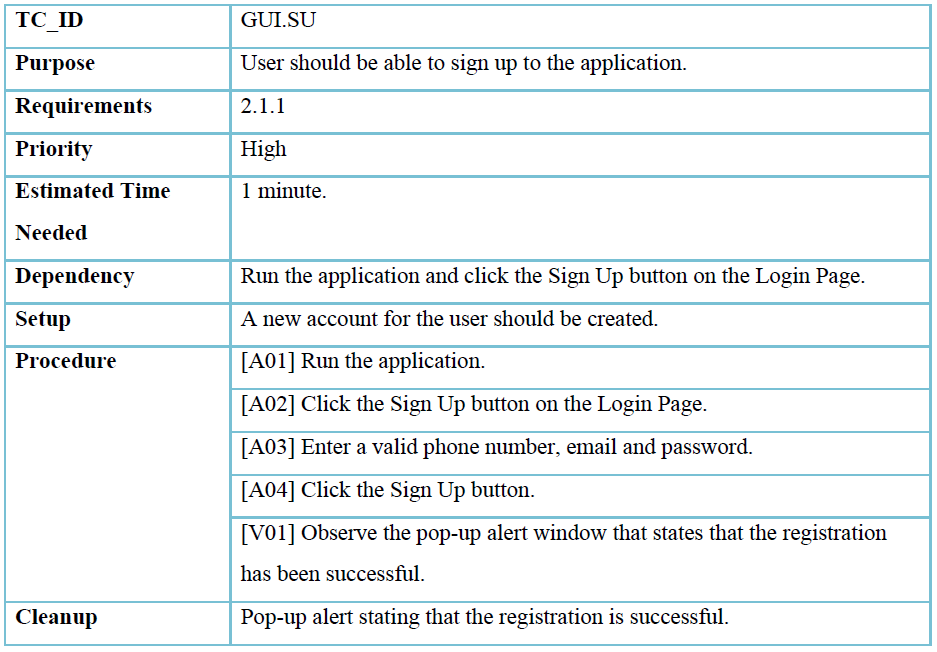 TC_ID GUI.SU
Purpose User should be able to sign up to the application.
Requirements 2.1.1
Priority High
Estimated Time 1 minute.
Needed
Dependency Run the application and click the Sign Up button on the Login Page.
Setup A new account for the user should be created.
Procedure [A01] Run the application.
[A02] Click the Sign Up button on the Login Page.
[A03] Enter a valid phone number, email and password.
[A04] Click the Sign Up button.
[V01] Observe the pop-up alert window that states that the registration
has been successful.
Cleanup Pop-up alert stating that the registration is successful.